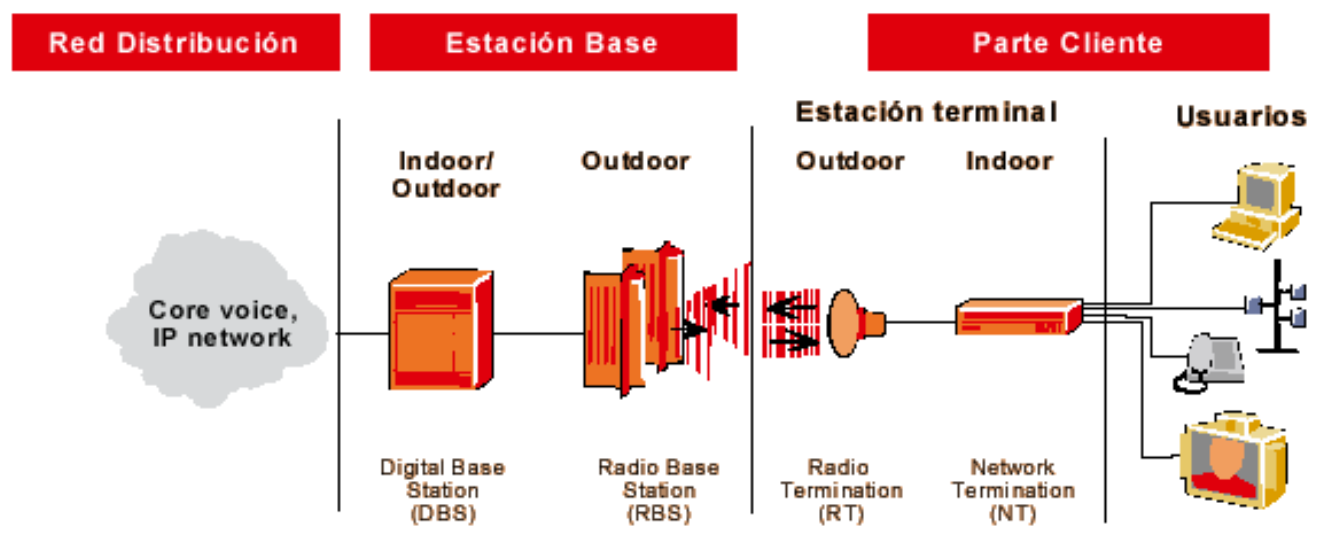 Red Distribución
Estación Base
Parte Cliente
Estación terminal
Usuarios
Indoor/
Outdoor
Outdoor
Outdoor
Indoor
Core voice,
IP network
Digital Base
Station
(DBS)
Radio Base
Station
(RBS)
Radio
Termination
(RT)
Network
Termination
(NT)